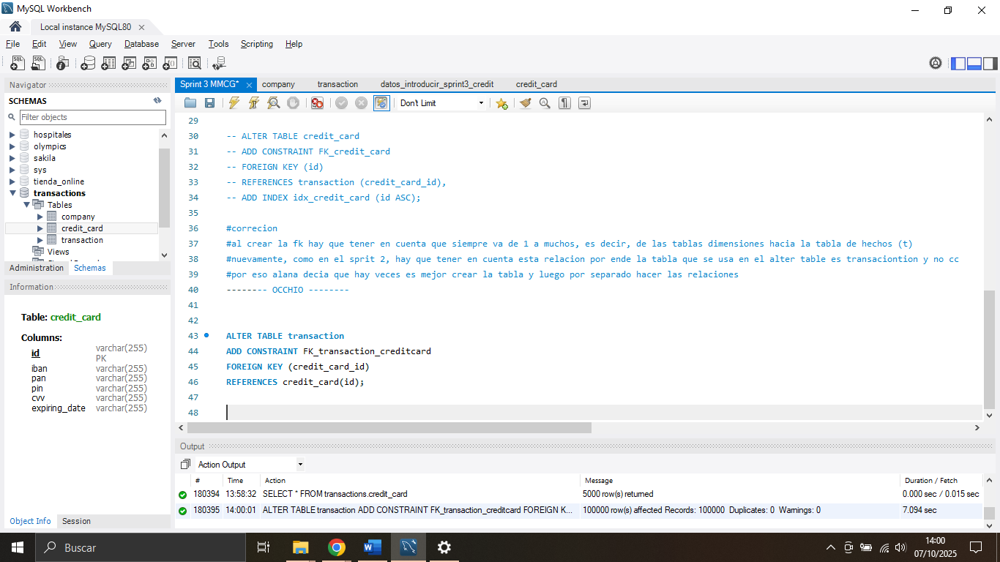 MySQL Workbench
Local instance MySQL80
File Edit View Query Database Server Tools Scripting Help
Navigator
SCHEMAS
Filter objects
hospitales
olympics
sakila
sys
tienda_online
transactions
Tables
company
credit_card
transaction
Views
Administration Schemas
Information
Table: credit_card
Columns:
id varchar(255) PK
iban varchar(255)
pan varchar(255)
pin varchar(255)
cvv varchar(255)
expiring_date varchar(255)
Object Info Session
Sprint 3 MMCG* company transaction datos_introducir_sprint3_credit credit_card
Don't Limit
29
30 -- ALTER TABLE credit_card
31 -- ADD CONSTRAINT FK_credit_card
32 -- FOREIGN KEY (id)
33 -- REFERENCES transaction (credit_card_id),
34 -- ADD INDEX idx_credit_card (id ASC);
35
36 #correcion
37 #al crear la fk hay que tener en cuenta que siempre va de 1 a muchos, es decir, de las tablas dimensiones hacia la tabla de hechos (t)
38 #nuevamente, como en el sprit 2, hay que tener en cuenta esta relacion por ende la tabla que se usa en el alter table es transaciontion y no cc
39 #por eso alana decia que hay veces es mejor crear la tabla y luego por separado hacer las relaciones
40 -------- OCCHIO --------
41
42
43 ALTER TABLE transaction
44 ADD CONSTRAINT FK_transaction_creditcard
45 FOREIGN KEY (credit_card_id)
46 REFERENCES credit_card(id);
47
48
Output
Action Output
# Time Action Message Duration / Fetch
180394 13:58:32 SELECT * FROM transactions.credit_card 5000 row(s) returned 0.000 sec / 0.015 sec
180395 14:00:01 ALTER TABLE transaction ADD CONSTRAINT FK_transaction_creditcard FOREIGN K... 100000 row(s) affected Records: 100000 Duplicates: 0 Warnings: 0 7.094 sec
Buscar
14:00
07/10/2025